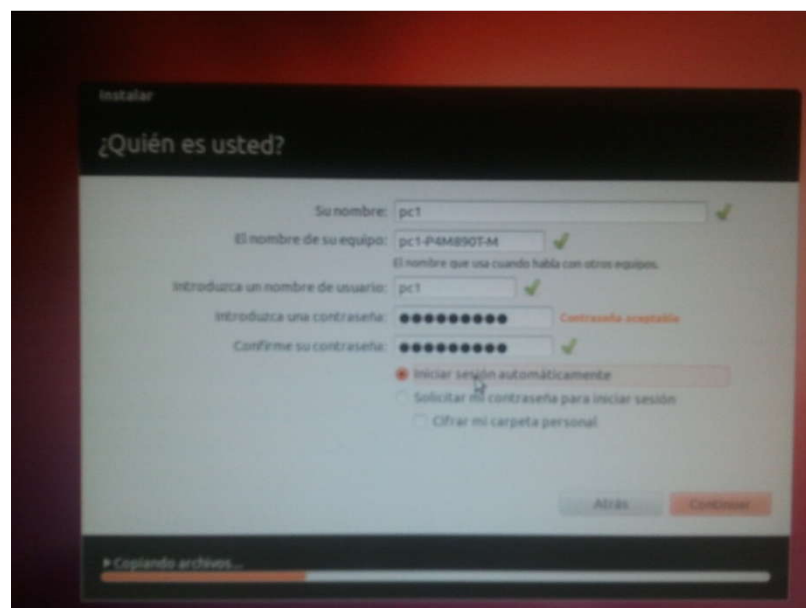 Instalar
¿Quién es usted?
Su nombre: pc1
El nombre de su equipo: pc1-P4M890T-M
El nombre que usa cuando habla con otros equipos.
Introduzca un nombre de usuario: pc1
Introduzca una contraseña: ●●●●●●●●● Contraseña aceptable
Confirme su contraseña: ●●●●●●●●●
Iniciar sesión automáticamente
Solicitar mi contraseña para iniciar sesión
Cifrar mi carpeta personal
Atrás Continuar
Copiando archivos...